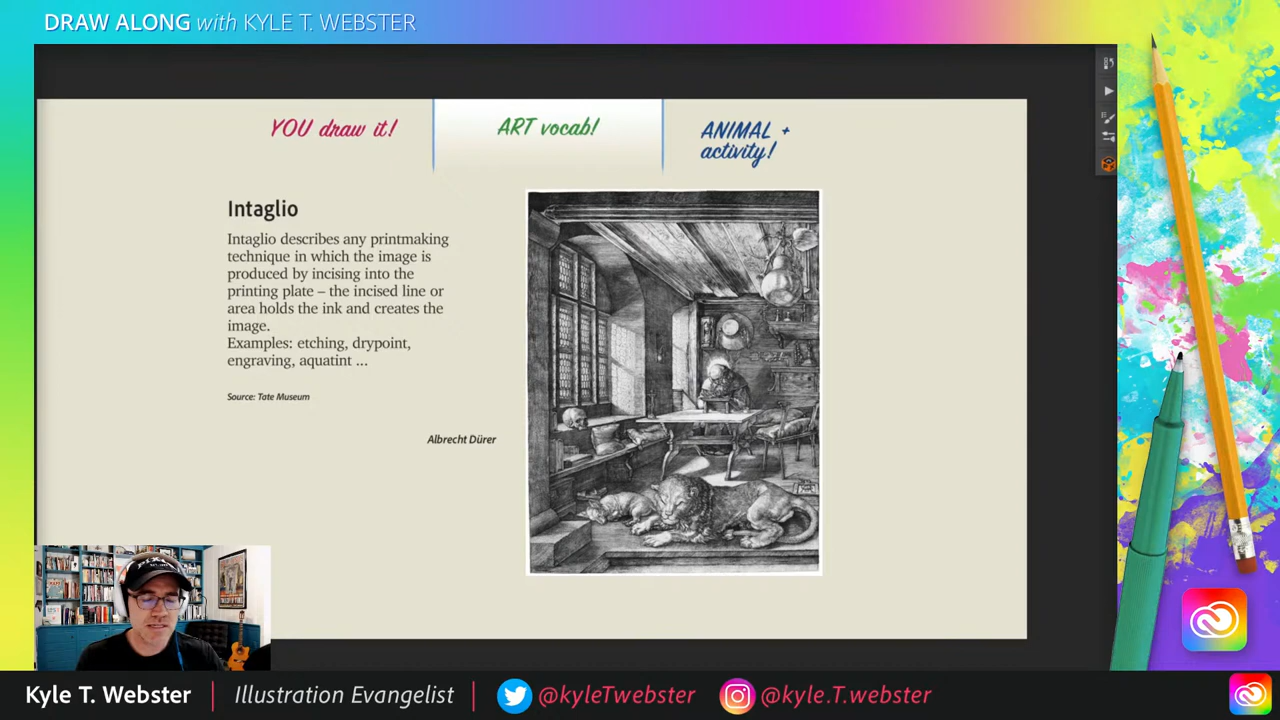 DRAW ALONG with KYLE T. WEBSTER
YOU draw it!
ART vocab!
ANIMAL +
activity!
Intaglio
Intaglio describes any printmaking
technique in which the image is
produced by incising into the
printing plate – the incised line or
area holds the ink and creates the
image.
Examples: etching, drypoint,
engraving, aquatint ...
Source: Tate Museum
Albrecht Dürer
Kyle T. Webster | Illustration Evangelist | @kyleTwebster @kyle.T.webster